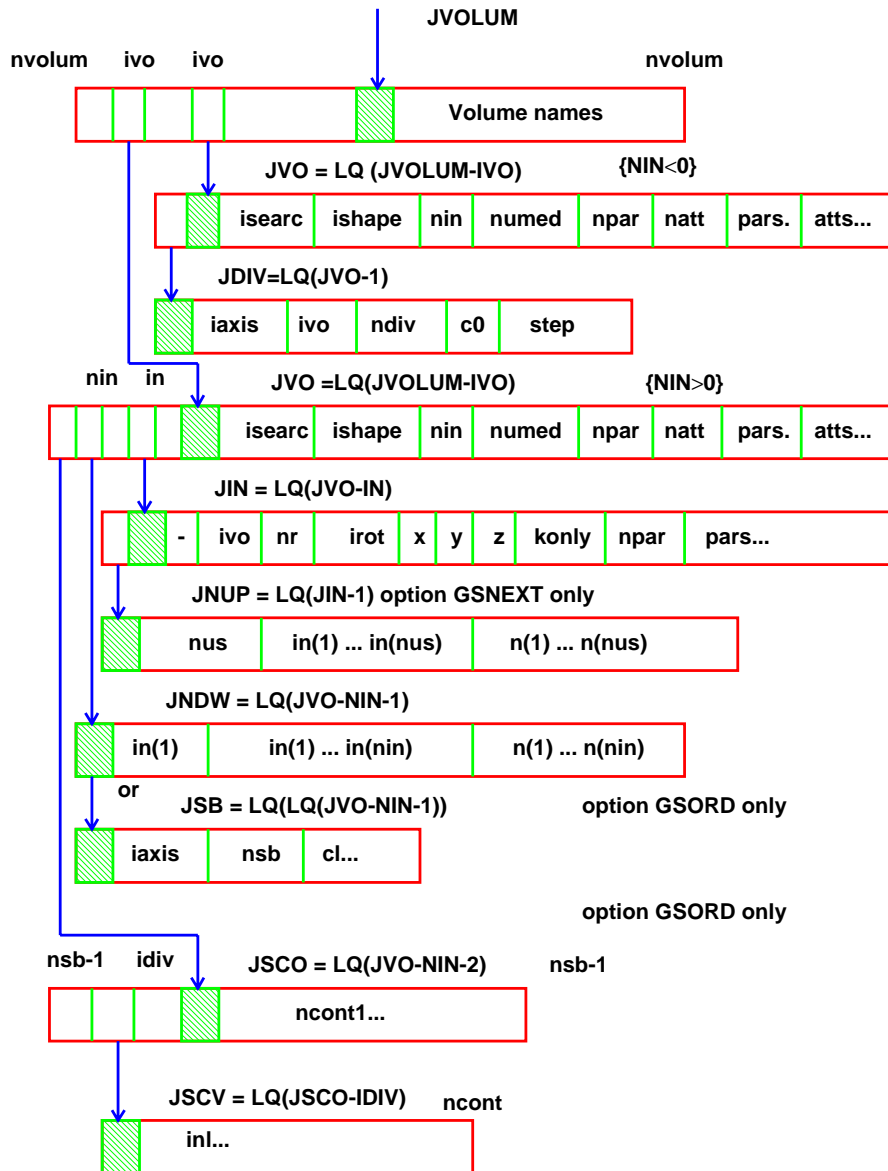 JVOLUM
nvolum ivo ivo nvolum
Volume names
JVO = LQ (JVOLUM-IVO) {NIN<0}
isearc ishape nin numed npar natt pars. atts...
JDIV=LQ(JVO-1)
iaxis ivo ndiv c0 step
nin in JVO =LQ(JVOLUM-IVO) {NIN>0}
isearc ishape nin numed npar natt pars. atts...
JIN = LQ(JVO-IN)
- ivo nr irot x y z konly npar pars...
JNUP = LQ(JIN-1) option GSNEXT only
nus in(1) ... in(nus) n(1) ... n(nus)
JNDW = LQ(JVO-NIN-1)
in(1) in(1) ... in(nin) n(1) ... n(nin)
or
JSB = LQ(LQ(JVO-NIN-1)) option GSORD only
iaxis nsb cl...
option GSORD only
nsb-1 idiv JSCO = LQ(JVO-NIN-2) nsb-1
ncont1...
JSCV = LQ(JSCO-IDIV) ncont
inl...